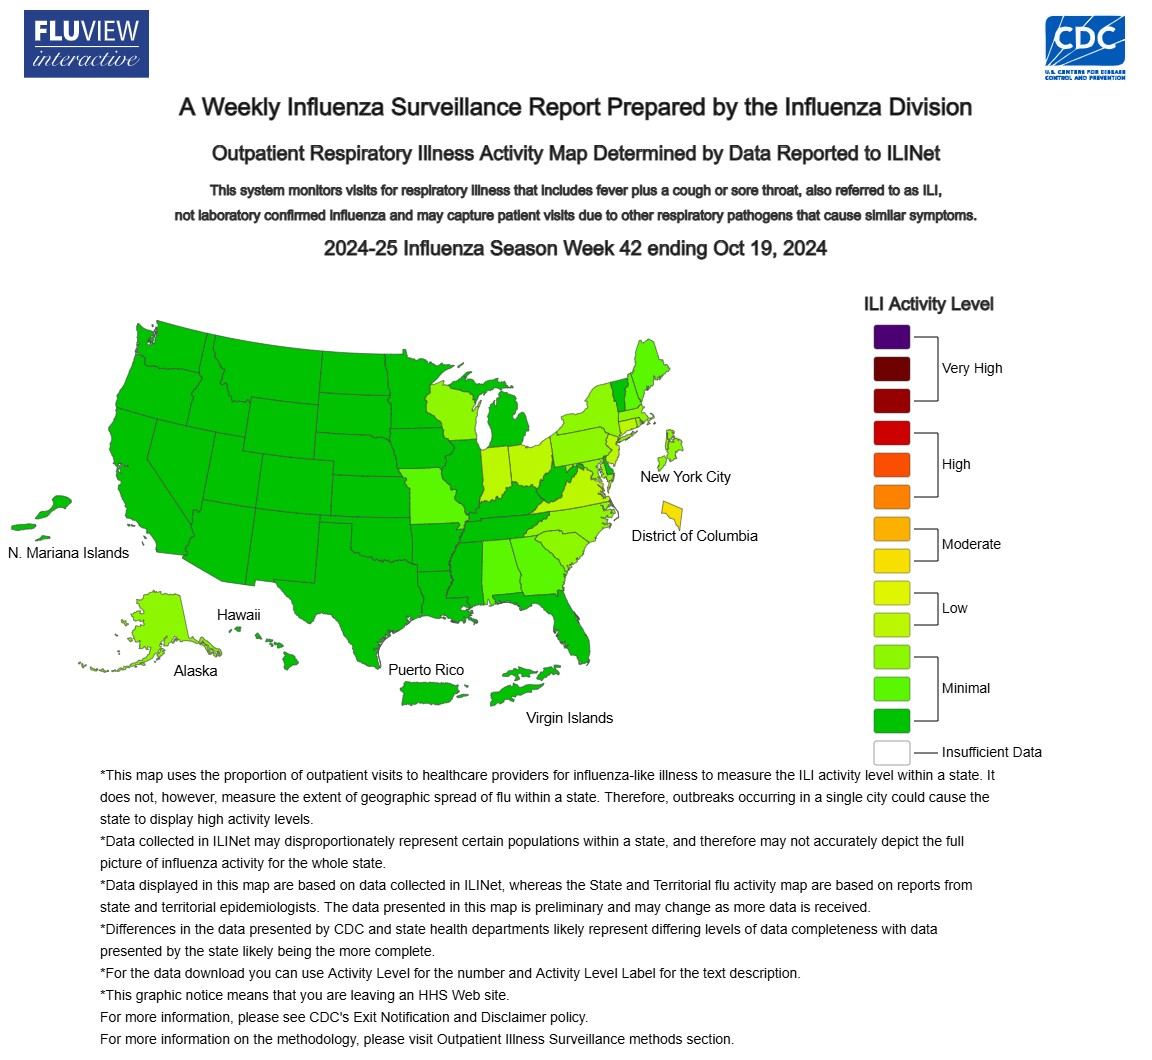 FLUVIEW
interactive
CDC
U.S. CENTERS FOR DISEASE
CONTROL AND PREVENTION
A Weekly Influenza Surveillance Report Prepared by the Influenza Division
Outpatient Respiratory Illness Activity Map Determined by Data Reported to ILINet
This system monitors visits for respiratory illness that includes fever plus a cough or sore throat, also referred to as ILI,
not laboratory confirmed influenza and may capture patient visits due to other respiratory pathogens that cause similar symptoms.
2024-25 Influenza Season Week 42 ending Oct 19, 2024
ILI Activity Level
Very High
High
Moderate
Low
Minimal
Insufficient Data
New York City
District of Columbia
N. Mariana Islands
Hawaii
Alaska
Puerto Rico
Virgin Islands
*This map uses the proportion of outpatient visits to healthcare providers for influenza-like illness to measure the ILI activity level within a state. It
does not, however, measure the extent of geographic spread of flu within a state. Therefore, outbreaks occurring in a single city could cause the
state to display high activity levels.
*Data collected in ILINet may disproportionately represent certain populations within a state, and therefore may not accurately depict the full
picture of influenza activity for the whole state.
*Data displayed in this map are based on data collected in ILINet, whereas the State and Territorial flu activity map are based on reports from
state and territorial epidemiologists. The data presented in this map is preliminary and may change as more data is received.
*Differences in the data presented by CDC and state health departments likely represent differing levels of data completeness with data
presented by the state likely being the more complete.
*For the data download you can use Activity Level for the number and Activity Level Label for the text description.
*This graphic notice means that you are leaving an HHS Web site.
For more information, please see CDC's Exit Notification and Disclaimer policy.
For more information on the methodology, please visit Outpatient Illness Surveillance methods section.